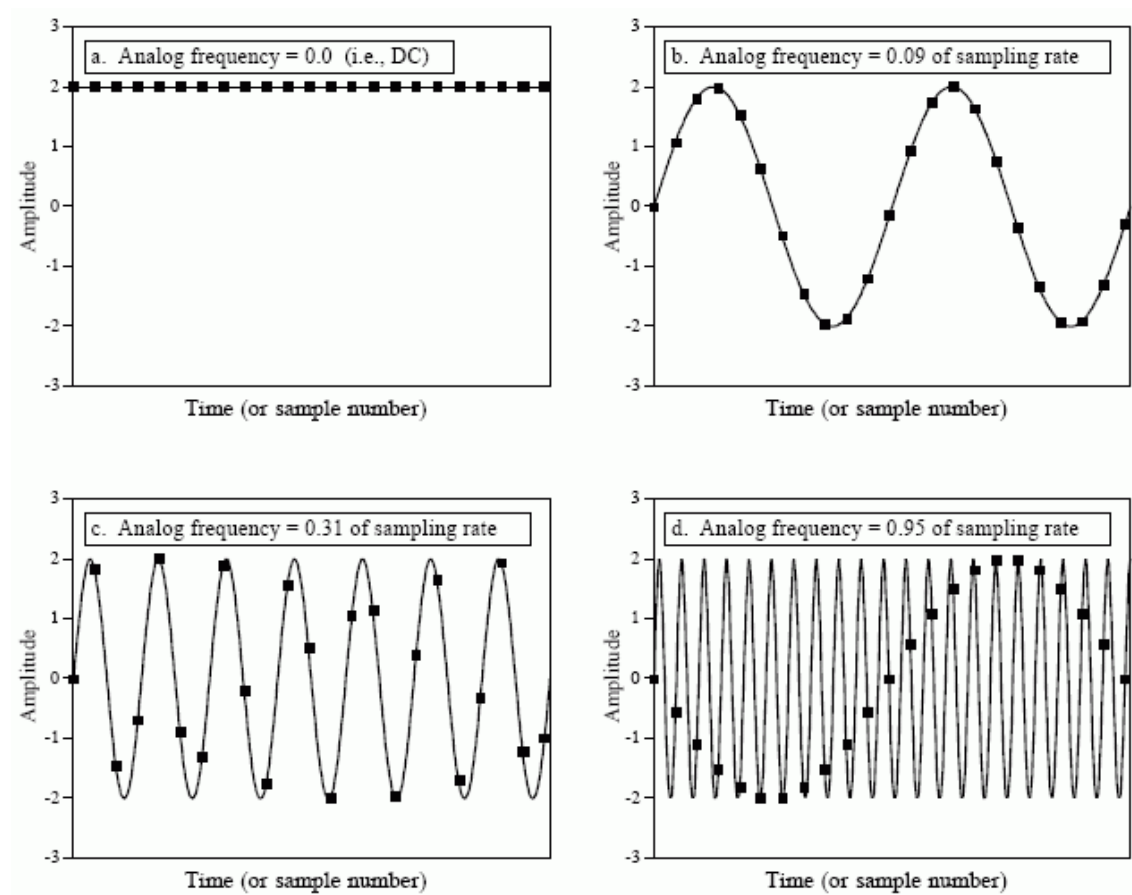 a. Analog frequency = 0.0 (i.e., DC)
3
2
1
0
-1
-2
-3
Amplitude
Time (or sample number)
b. Analog frequency = 0.09 of sampling rate
3
2
1
0
-1
-2
-3
Amplitude
Time (or sample number)
c. Analog frequency = 0.31 of sampling rate
3
2
1
0
-1
-2
-3
Amplitude
Time (or sample number)
d. Analog frequency = 0.95 of sampling rate
3
2
1
0
-1
-2
-3
Amplitude
Time (or sample number)